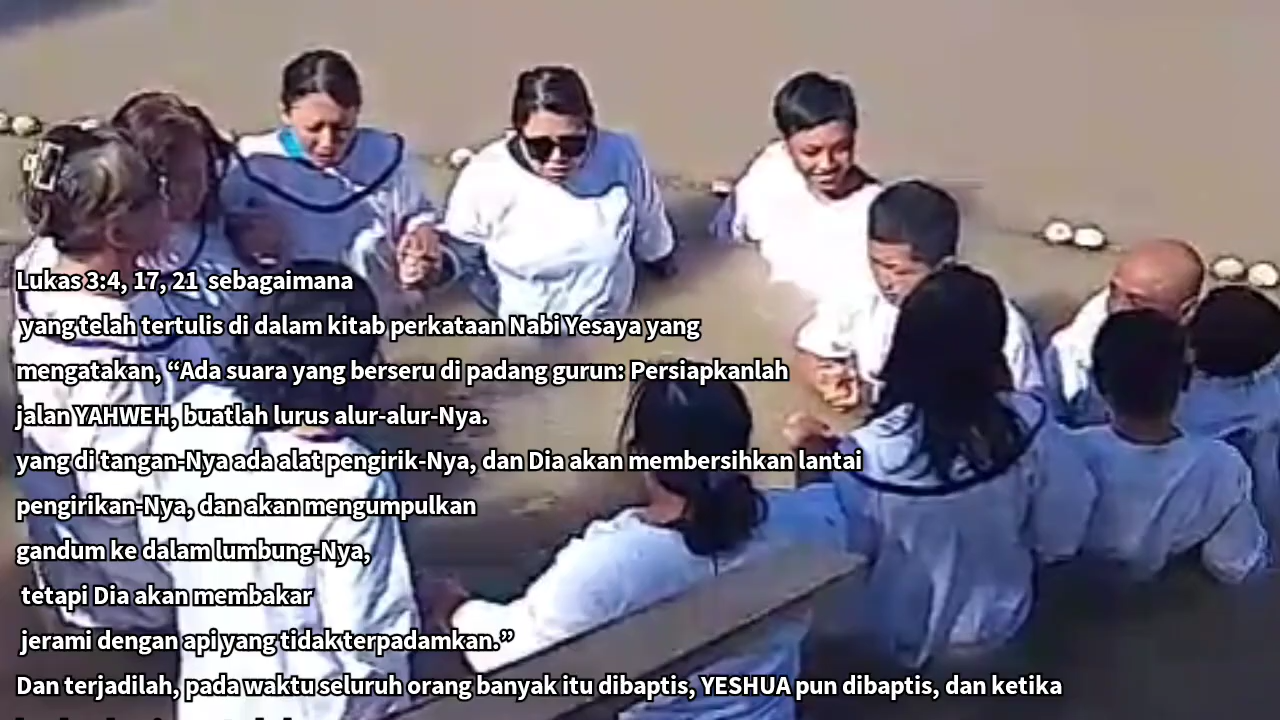 Lukas 3:4, 17, 21 sebagaimana
yang telah tertulis di dalam kitab perkataan Nabi Yesaya yang
mengatakan, “Ada suara yang berseru di padang gurun: Persiapkanlah
jalan YAHWEH, buatlah lurus alur-alur-Nya.
yang di tangan-Nya ada alat pengirik-Nya, dan Dia akan membersihkan lantai
pengirikan-Nya, dan akan mengumpulkan
gandum ke dalam lumbung-Nya,
tetapi Dia akan membakar
jerami dengan api yang tidak terpadamkan.”
Dan terjadilah, pada waktu seluruh orang banyak itu dibaptis, YESHUA pun dibaptis, dan ketika